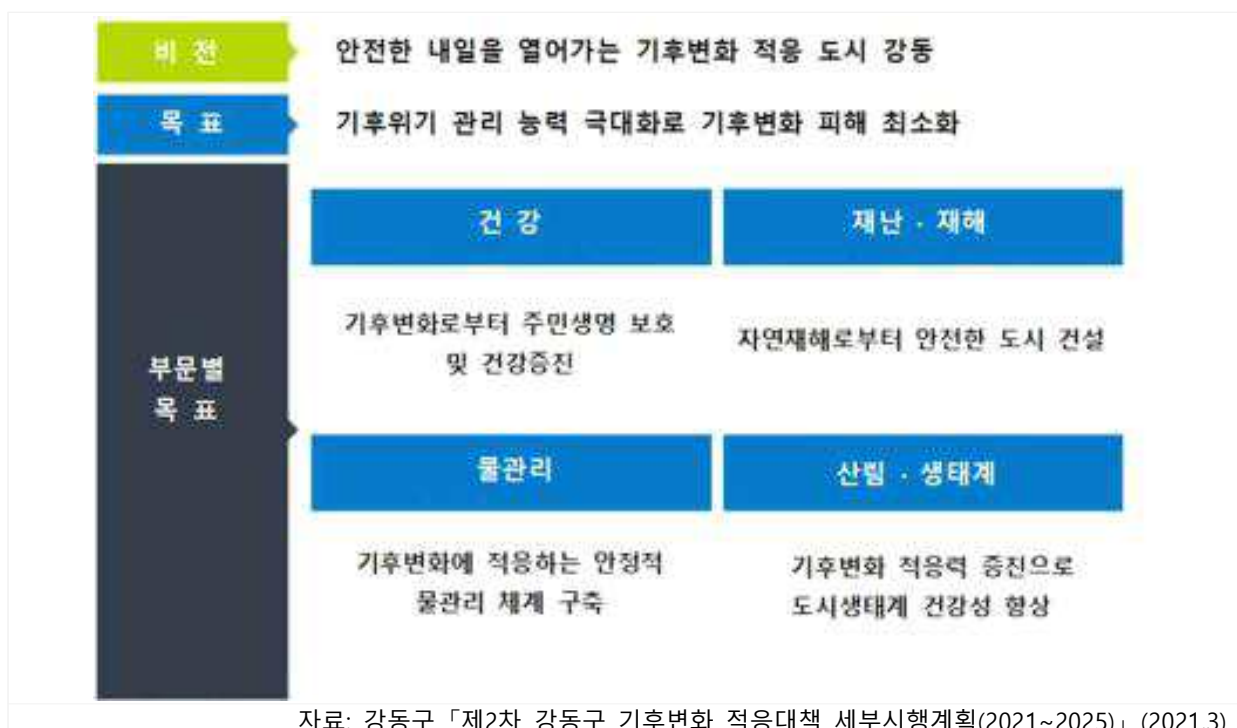 비 전
안전한 내일을 열어가는 기후변화 적응 도시 강동
목 표
기후위기 관리 능력 극대화로 기후변화 피해 최소화
부문별
목 표
건 강
재난 · 재해
기후변화로부터 주민생명 보호
및 건강증진
자연재해로부터 안전한 도시 건설
물관리
산림 · 생태계
기후변화에 적응하는 안정적
물관리 체계 구축
기후변화 적응력 증진으로
도시생태계 건강성 향상
자료: 강동구「제2차 강동구 기후변화 적응대책 세부시행계획(2021~2025)」(2021.3)